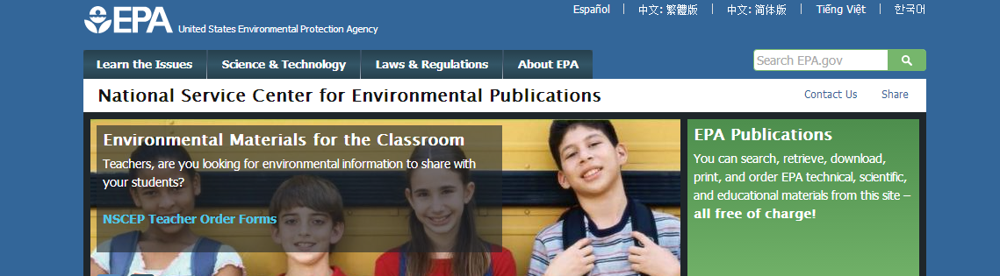 Español | 中文: 繁體版 | 中文: 简体版 | Tiếng Việt | 한국어
EPA United States Environmental Protection Agency
Learn the Issues Science & Technology Laws & Regulations About EPA
Search EPA.gov
National Service Center for Environmental Publications
Contact Us Share
Environmental Materials for the Classroom
Teachers, are you looking for environmental information to share with
your students?
NSCEP Teacher Order Forms
EPA Publications
You can search, retrieve, download,
print, and order EPA technical, scientific,
and educational materials from this site –
all free of charge!